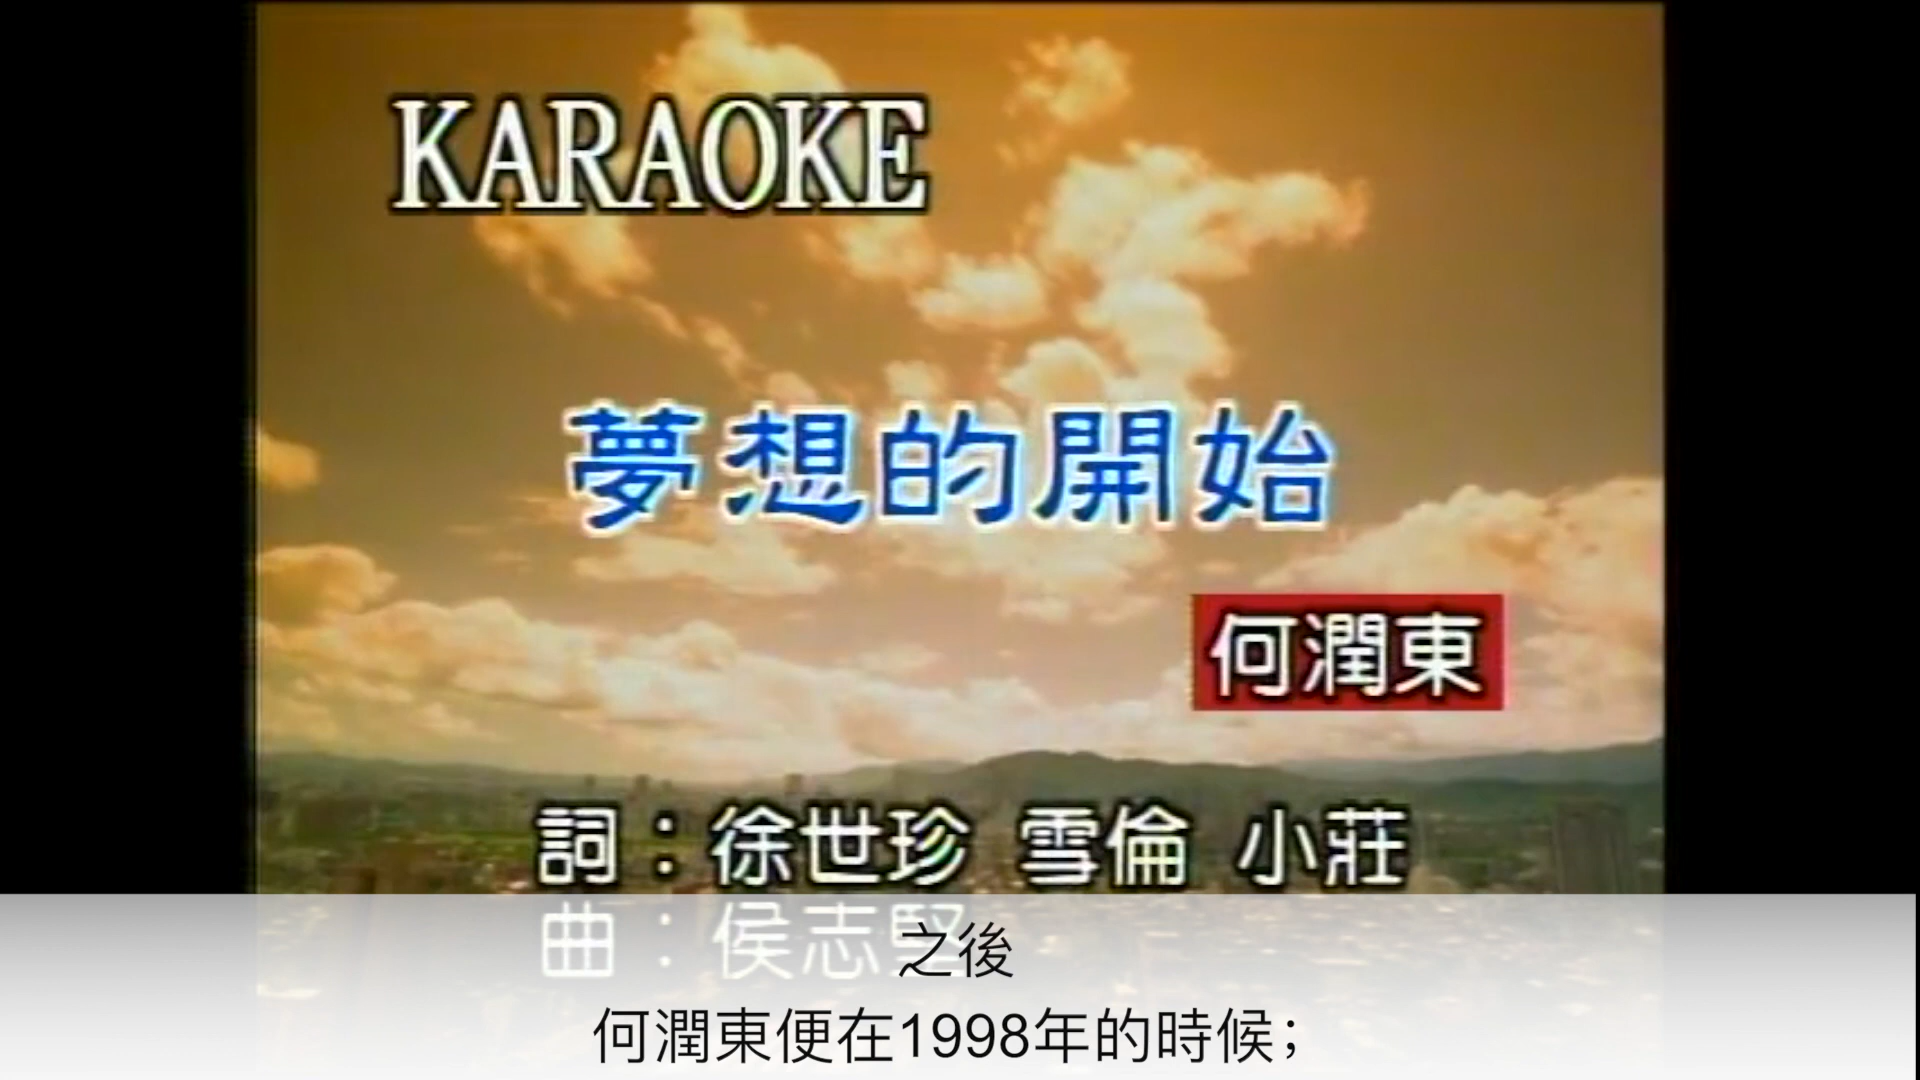 KARAOKE
夢想的開始
何潤東
詞：徐世珍 雪倫 小莊
曲：侯志堅
之後
何潤東便在1998年的時候；